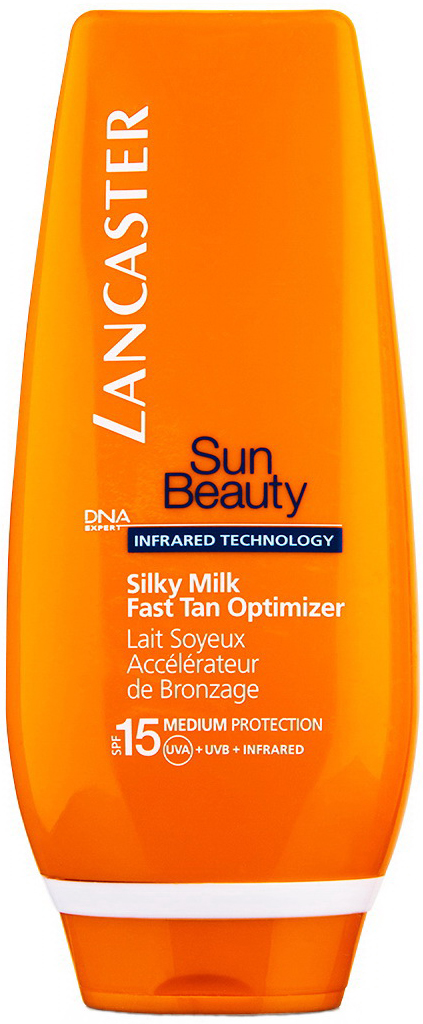 LANCASTER
Sun
Beauty
DNA
EXPERT
INFRARED TECHNOLOGY
Silky Milk
Fast Tan Optimizer
Lait Soyeux
Accélérateur
de Bronzage
SPF 15 MEDIUM PROTECTION
UVA + UVB + INFRARED